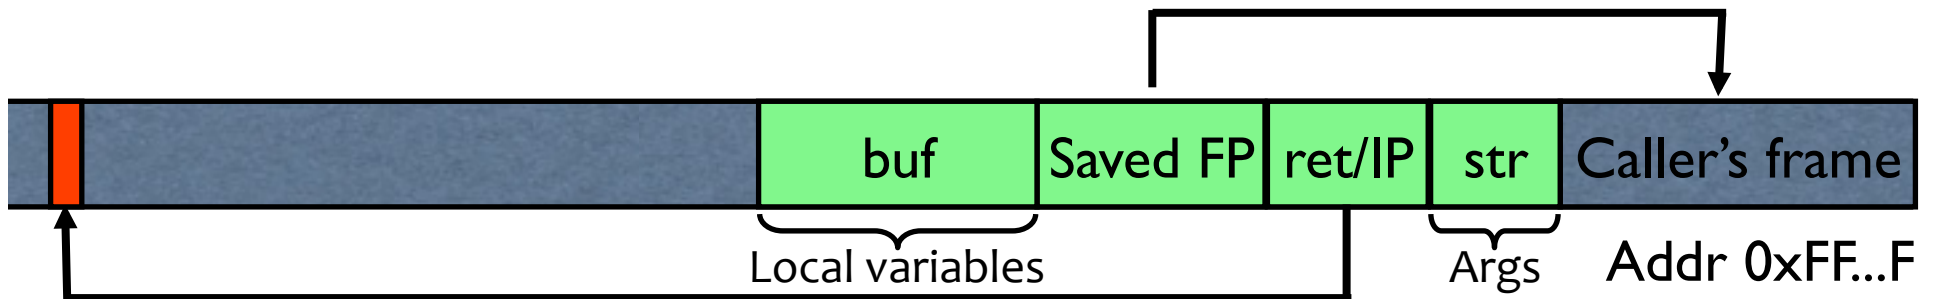 buf Saved FP ret/IP str Caller's frame
Local variables Args Addr 0xFF...F